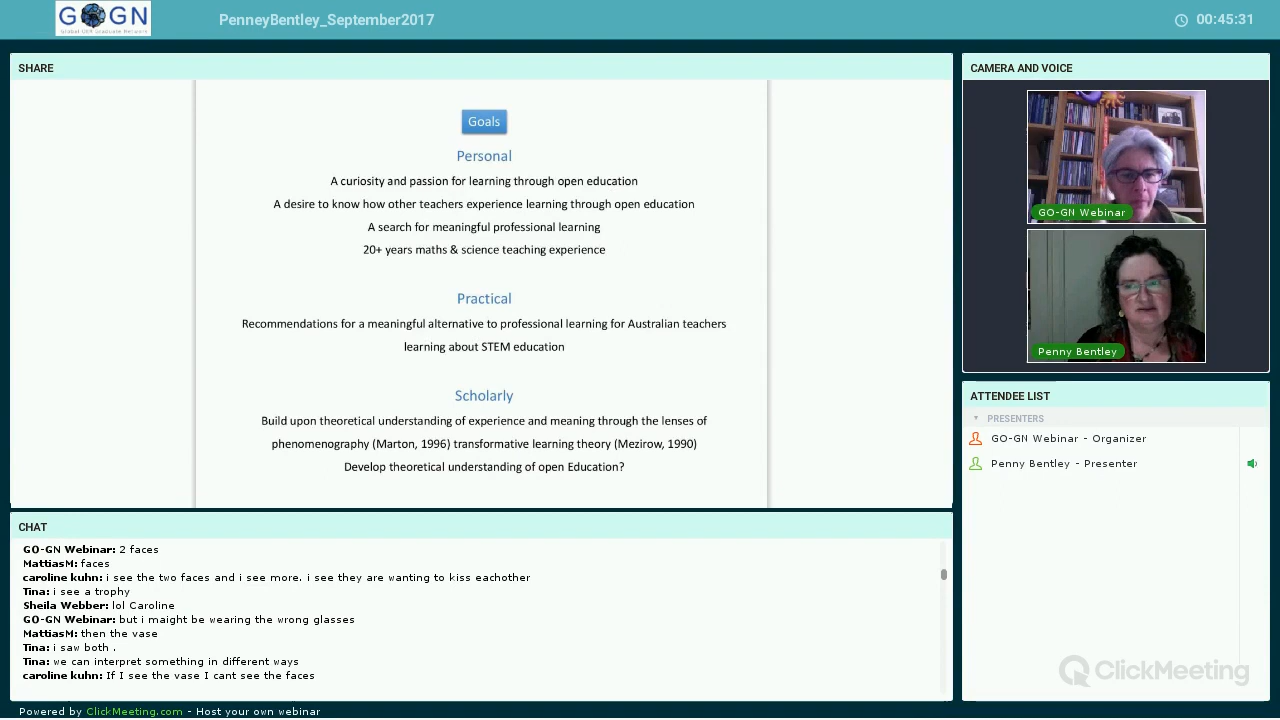 GOGN
Global OER Graduate Network
PenneyBentley_September2017
00:45:31
SHARE
Goals
Personal
A curiosity and passion for learning through open education
A desire to know how other teachers experience learning through open education
A search for meaningful professional learning
20+ years maths & science teaching experience
Practical
Recommendations for a meaningful alternative to professional learning for Australian teachers
learning about STEM education
Scholarly
Build upon theoretical understanding of experience and meaning through the lenses of
phenomenography (Marton, 1996) transformative learning theory (Mezirow, 1990)
Develop theoretical understanding of open Education?
CAMERA AND VOICE
GO-GN Webinar
Penny Bentley
ATTENDEE LIST
PRESENTERS
GO-GN Webinar - Organizer
Penny Bentley - Presenter
CHAT
GO-GN Webinar: 2 faces
MattiasM: faces
caroline kuhn: i see the two faces and i see more. i see they are wanting to kiss eachother
Tina: i see a trophy
Sheila Webber: lol Caroline
GO-GN Webinar: but i maight be wearing the wrong glasses
MattiasM: then the vase
Tina: i saw both .
Tina: we can interpret something in different ways
caroline kuhn: If I see the vase I cant see the faces
ClickMeeting
Powered by ClickMeeting.com - Host your own webinar